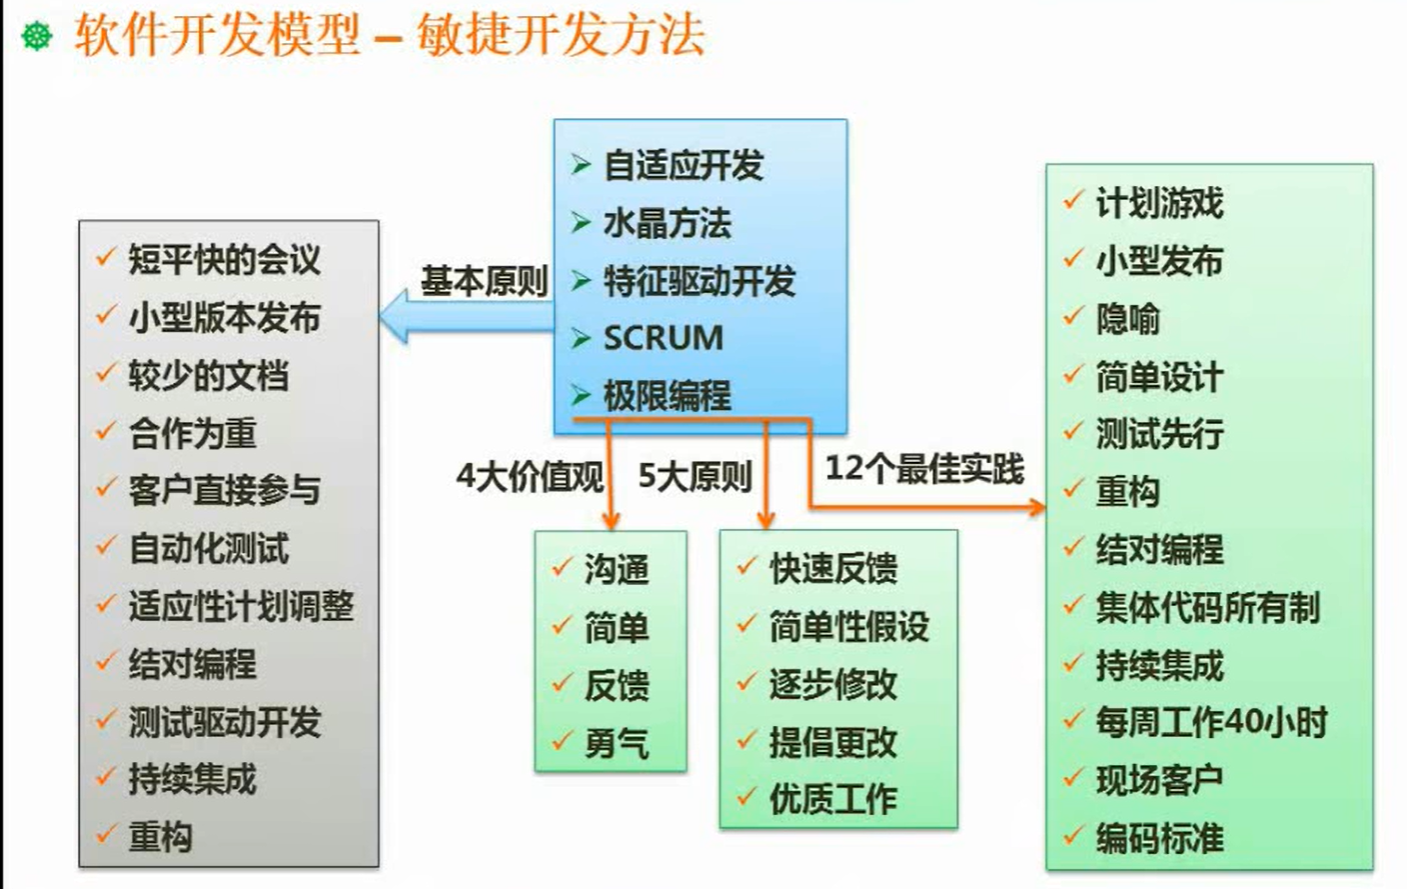 软件开发模型 – 敏捷开发方法
自适应开发
水晶方法
特征驱动开发
SCRUM
极限编程
基本原则
短平快的会议
小型版本发布
较少的文档
合作为重
客户直接参与
自动化测试
适应性计划调整
结对编程
测试驱动开发
持续集成
重构
4大价值观
沟通
简单
反馈
勇气
5大原则
快速反馈
简单性假设
逐步修改
提倡更改
优质工作
12个最佳实践
计划游戏
小型发布
隐喻
简单设计
测试先行
重构
结对编程
集体代码所有制
持续集成
每周工作40小时
现场客户
编码标准